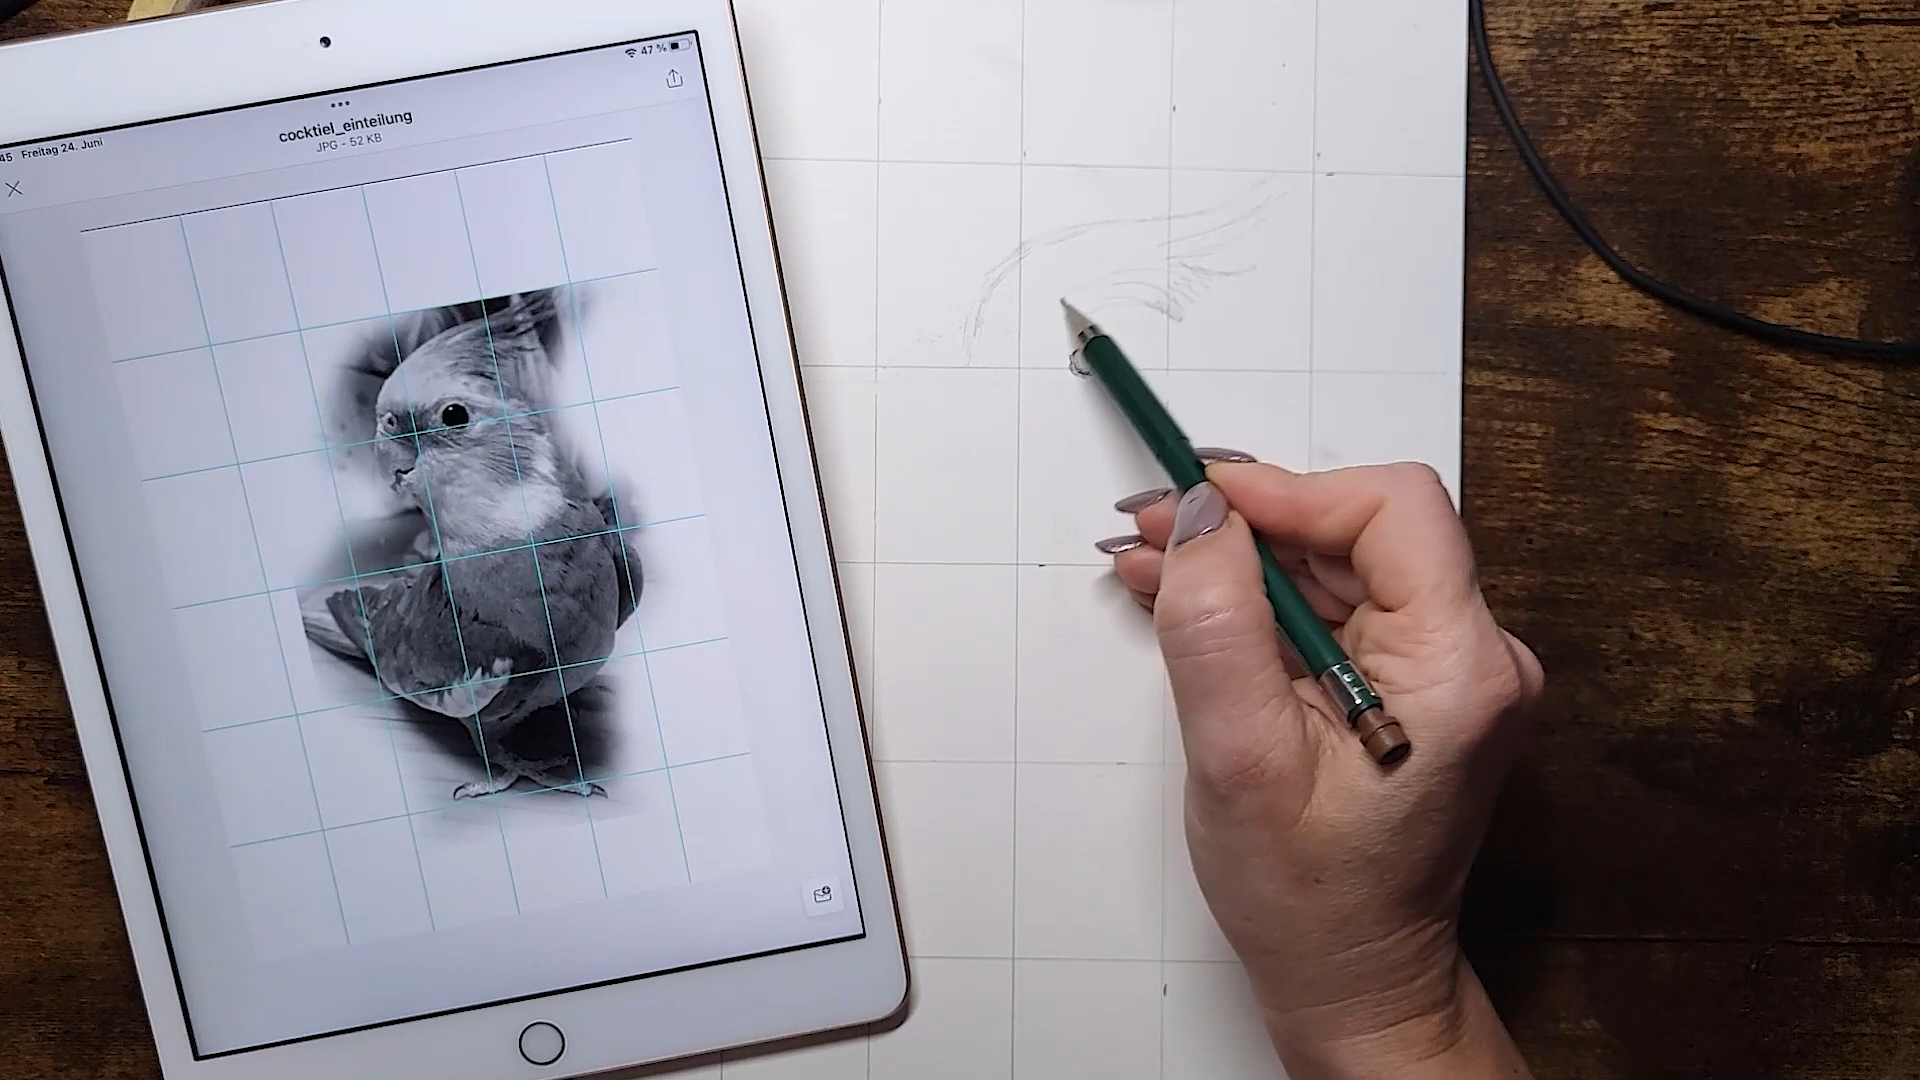 47 %
cocktiel_einteilung
JPG - 52 KB
45 Freitag 24. Juni